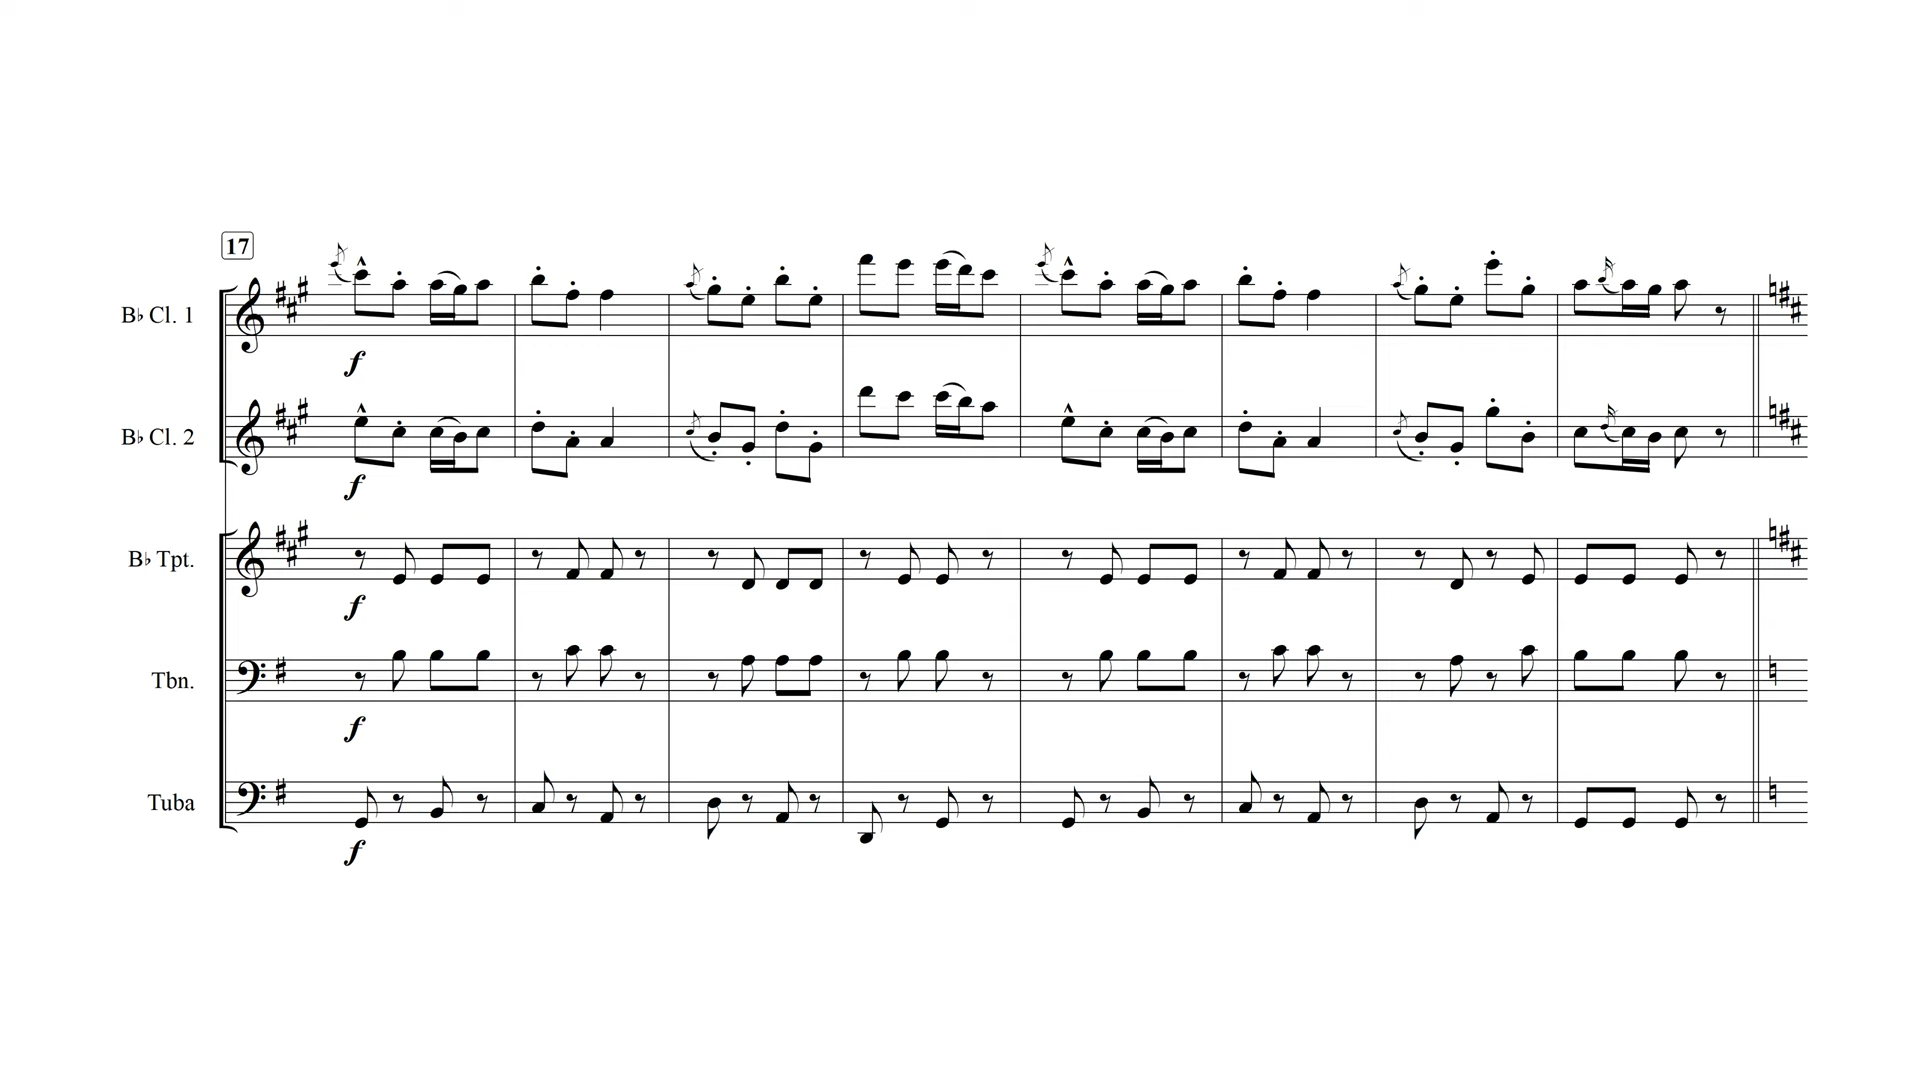 17
B♭ Cl. 1
f
B♭ Cl. 2
f
B♭ Tpt.
f
Tbn.
f
Tuba
f